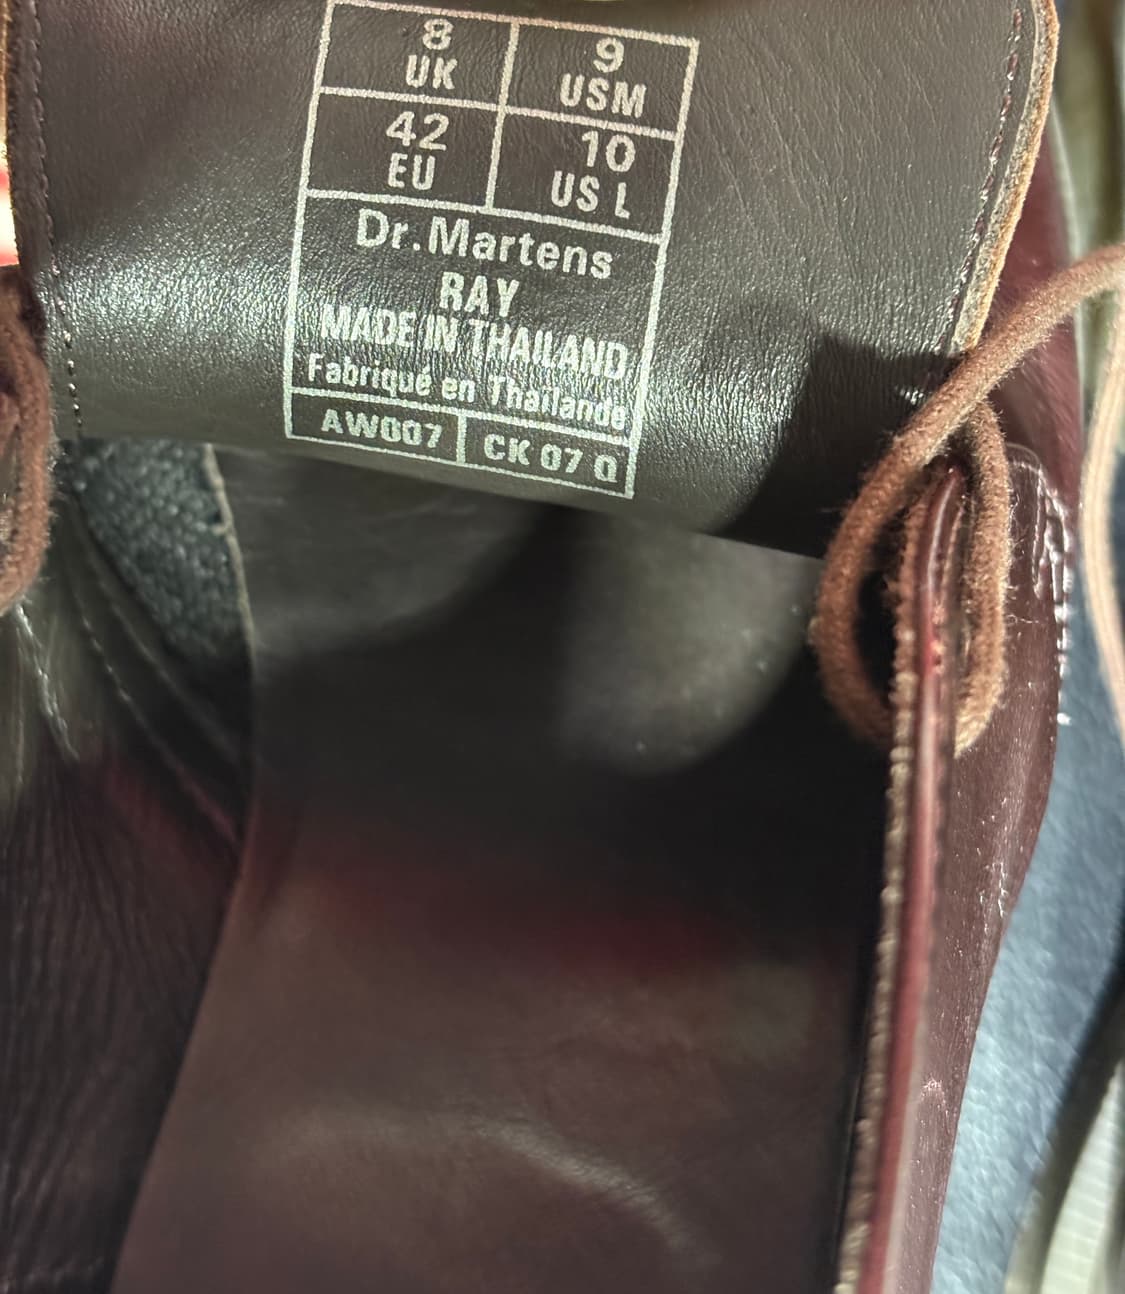 8 9
UK USM
42 10
EU US L
Dr.Martens
RAY
MADE IN THAILAND
Fabriqué en Thaïlande
AW007 CK 07 Q